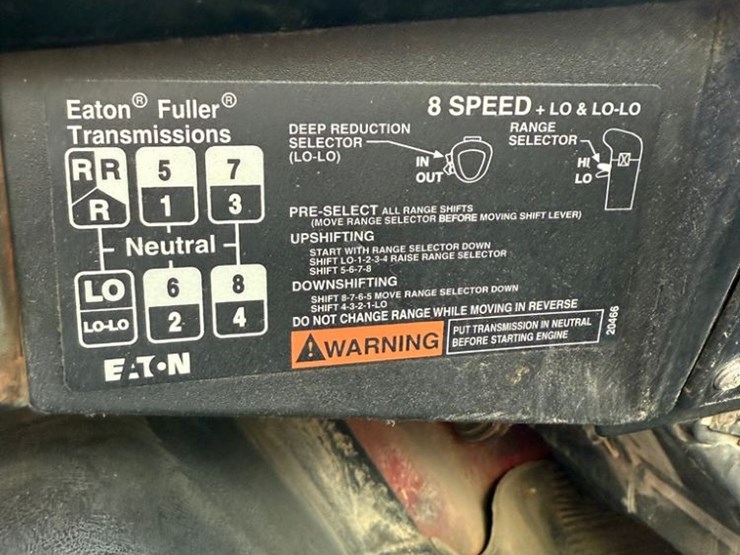 Eaton® Fuller®
Transmissions
8 SPEED + LO & LO-LO
DEEP REDUCTION
SELECTOR
(LO-LO)
IN
OUT
RANGE
SELECTOR
HI
LO
R R 5 7
R 1 3
Neutral
LO 6 8
LO-LO 2 4
EATON
PRE-SELECT ALL RANGE SHIFTS
(MOVE RANGE SELECTOR BEFORE MOVING SHIFT LEVER)
UPSHIFTING
START WITH RANGE SELECTOR DOWN
SHIFT LO-1-2-3-4 RAISE RANGE SELECTOR
SHIFT 5-6-7-8
DOWNSHIFTING
SHIFT 8-7-6-5 MOVE RANGE SELECTOR DOWN
SHIFT 4-3-2-1-LO
DO NOT CHANGE RANGE WHILE MOVING IN REVERSE
WARNING
PUT TRANSMISSION IN NEUTRAL
BEFORE STARTING ENGINE
20466